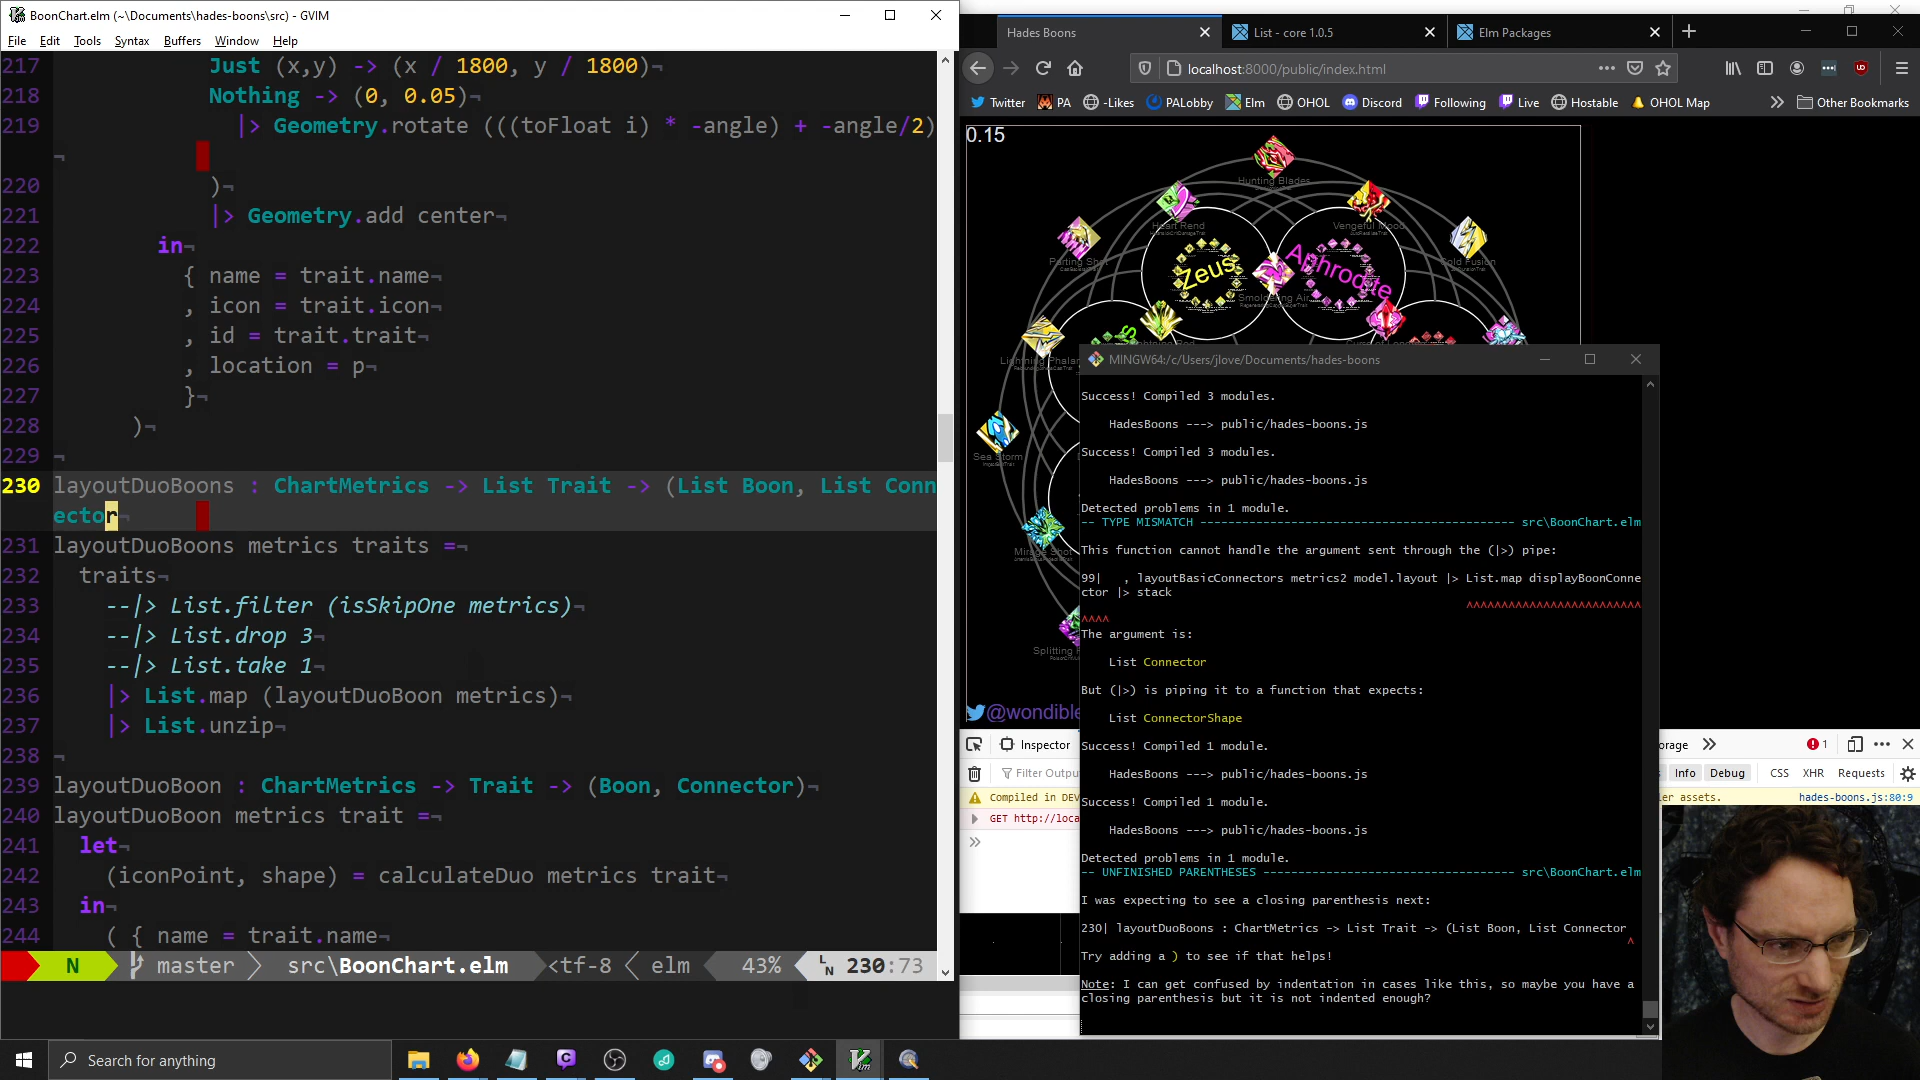 BoonChart.elm (~\Documents\hades-boons\src) - GVIM
File Edit Tools Syntax Buffers Window Help
217 Just (x,y) -> (x / 1800, y / 1800)¬
218 Nothing -> (0, 0.05)¬
219 |> Geometry.rotate (((toFloat i) * -angle) + -angle/2)
¬
220 )¬
221 |> Geometry.add center¬
222 in¬
223 { name = trait.name¬
224 , icon = trait.icon¬
225 , id = trait.trait¬
226 , location = p¬
227 }¬
228 )¬
229 ¬
230 layoutDuoBoons : ChartMetrics -> List Trait -> (List Boon, List Conn
ector¬
231 layoutDuoBoons metrics traits =¬
232 traits¬
233 --|> List.filter (isSkipOne metrics)¬
234 --|> List.drop 3¬
235 --|> List.take 1¬
236 |> List.map (layoutDuoBoon metrics)¬
237 |> List.unzip¬
238 ¬
239 layoutDuoBoon : ChartMetrics -> Trait -> (Boon, Connector)¬
240 layoutDuoBoon metrics trait =¬
241 let¬
242 (iconPoint, shape) = calculateDuo metrics trait¬
243 in¬
244 ( { name = trait.name¬
N master src\BoonChart.elm <tf-8 elm 43% LN 230:73
Search for anything
Hades Boons
List - core 1.0.5
Elm Packages
localhost:8000/public/index.html
Twitter PA -Likes PALobby Elm OHOL Discord Following Live Hostable OHOL Map Other Bookmarks
0.15
Hunting Blades
Heart Rend
Vengeful Mood
Parting Shot
Cold Fusion
Zeus
Aphrodite
Smoldering Air
Lightning Phalan
Sea Storm
Mirage Shot
Splitting
@wondible
MINGW64:/c/Users/jlove/Documents/hades-boons
Success! Compiled 3 modules.
HadesBoons ---> public/hades-boons.js
Success! Compiled 3 modules.
HadesBoons ---> public/hades-boons.js
Detected problems in 1 module.
-- TYPE MISMATCH ------------------------------------------ src\BoonChart.elm
This function cannot handle the argument sent through the (|>) pipe:
99| , layoutBasicConnectors metrics2 model.layout |> List.map displayBoonConne
ctor |> stack
^^^^^^^^^^^^^^^^^^^^^^^^^
^^^^
The argument is:
List Connector
But (|>) is piping it to a function that expects:
List ConnectorShape
Success! Compiled 1 module.
HadesBoons ---> public/hades-boons.js
Success! Compiled 1 module.
HadesBoons ---> public/hades-boons.js
Detected problems in 1 module.
-- UNFINISHED PARENTHESES --------------------------------- src\BoonChart.elm
I was expecting to see a closing parenthesis next:
230| layoutDuoBoons : ChartMetrics -> List Trait -> (List Boon, List Connector
^
Try adding a ) to see if that helps!
Note: I can get confused by indentation in cases like this, so maybe you have a
closing parenthesis but it is not indented enough?
Inspector
orage
1
Filter Outpu
Info Debug CSS XHR Requests
Compiled in DEV
ler assets. hades-boons.js:80:9
GET http://loca